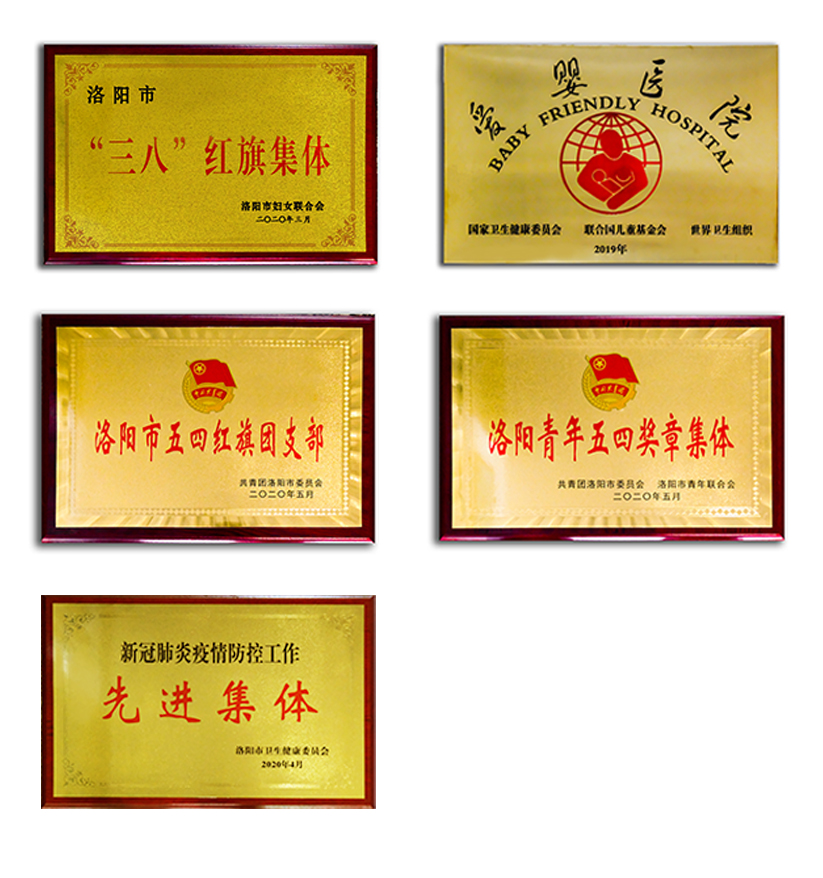 洛阳市
“三八”红旗集体
洛阳市妇女联合会
二〇二〇年三月
爱婴医院
BABY FRIENDLY HOSPITAL
国家卫生健康委员会 联合国儿童基金会 世界卫生组织
2019年
洛阳市五四红旗团支部
共青团洛阳市委员会
二〇二〇年五月
洛阳青年五四奖章集体
共青团洛阳市委员会 洛阳市青年联合会
二〇二〇年五月
新冠肺炎疫情防控工作
先进集体
洛阳市卫生健康委员会
2020年4月